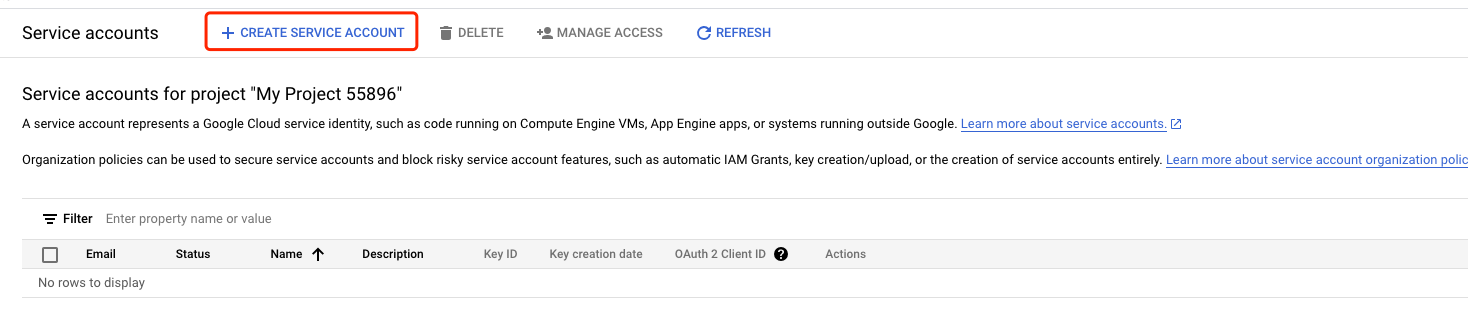 Service accounts CREATE SERVICE ACCOUNT DELETE MANAGE ACCESS REFRESH
Service accounts for project "My Project 55896"
A service account represents a Google Cloud service identity, such as code running on Compute Engine VMs, App Engine apps, or systems running outside Google. Learn more about service accounts.
Organization policies can be used to secure service accounts and block risky service account features, such as automatic IAM Grants, key creation/upload, or the creation of service accounts entirely. Learn more about service account organization polic
Filter Enter property name or value
Email Status Name Description Key ID Key creation date OAuth 2 Client ID ? Actions
No rows to display